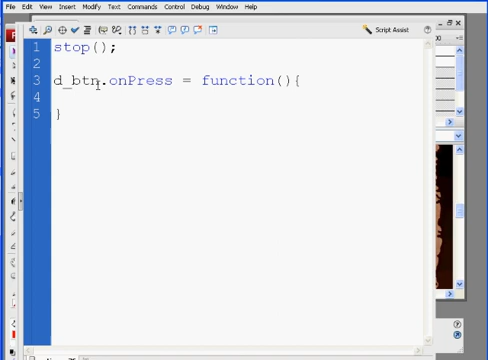 File Edit View Insert Modify Text Commands Control Debug Window Help
Script Assist
1 stop();
2
3 d_btn.onPress = function(){
4
5 }